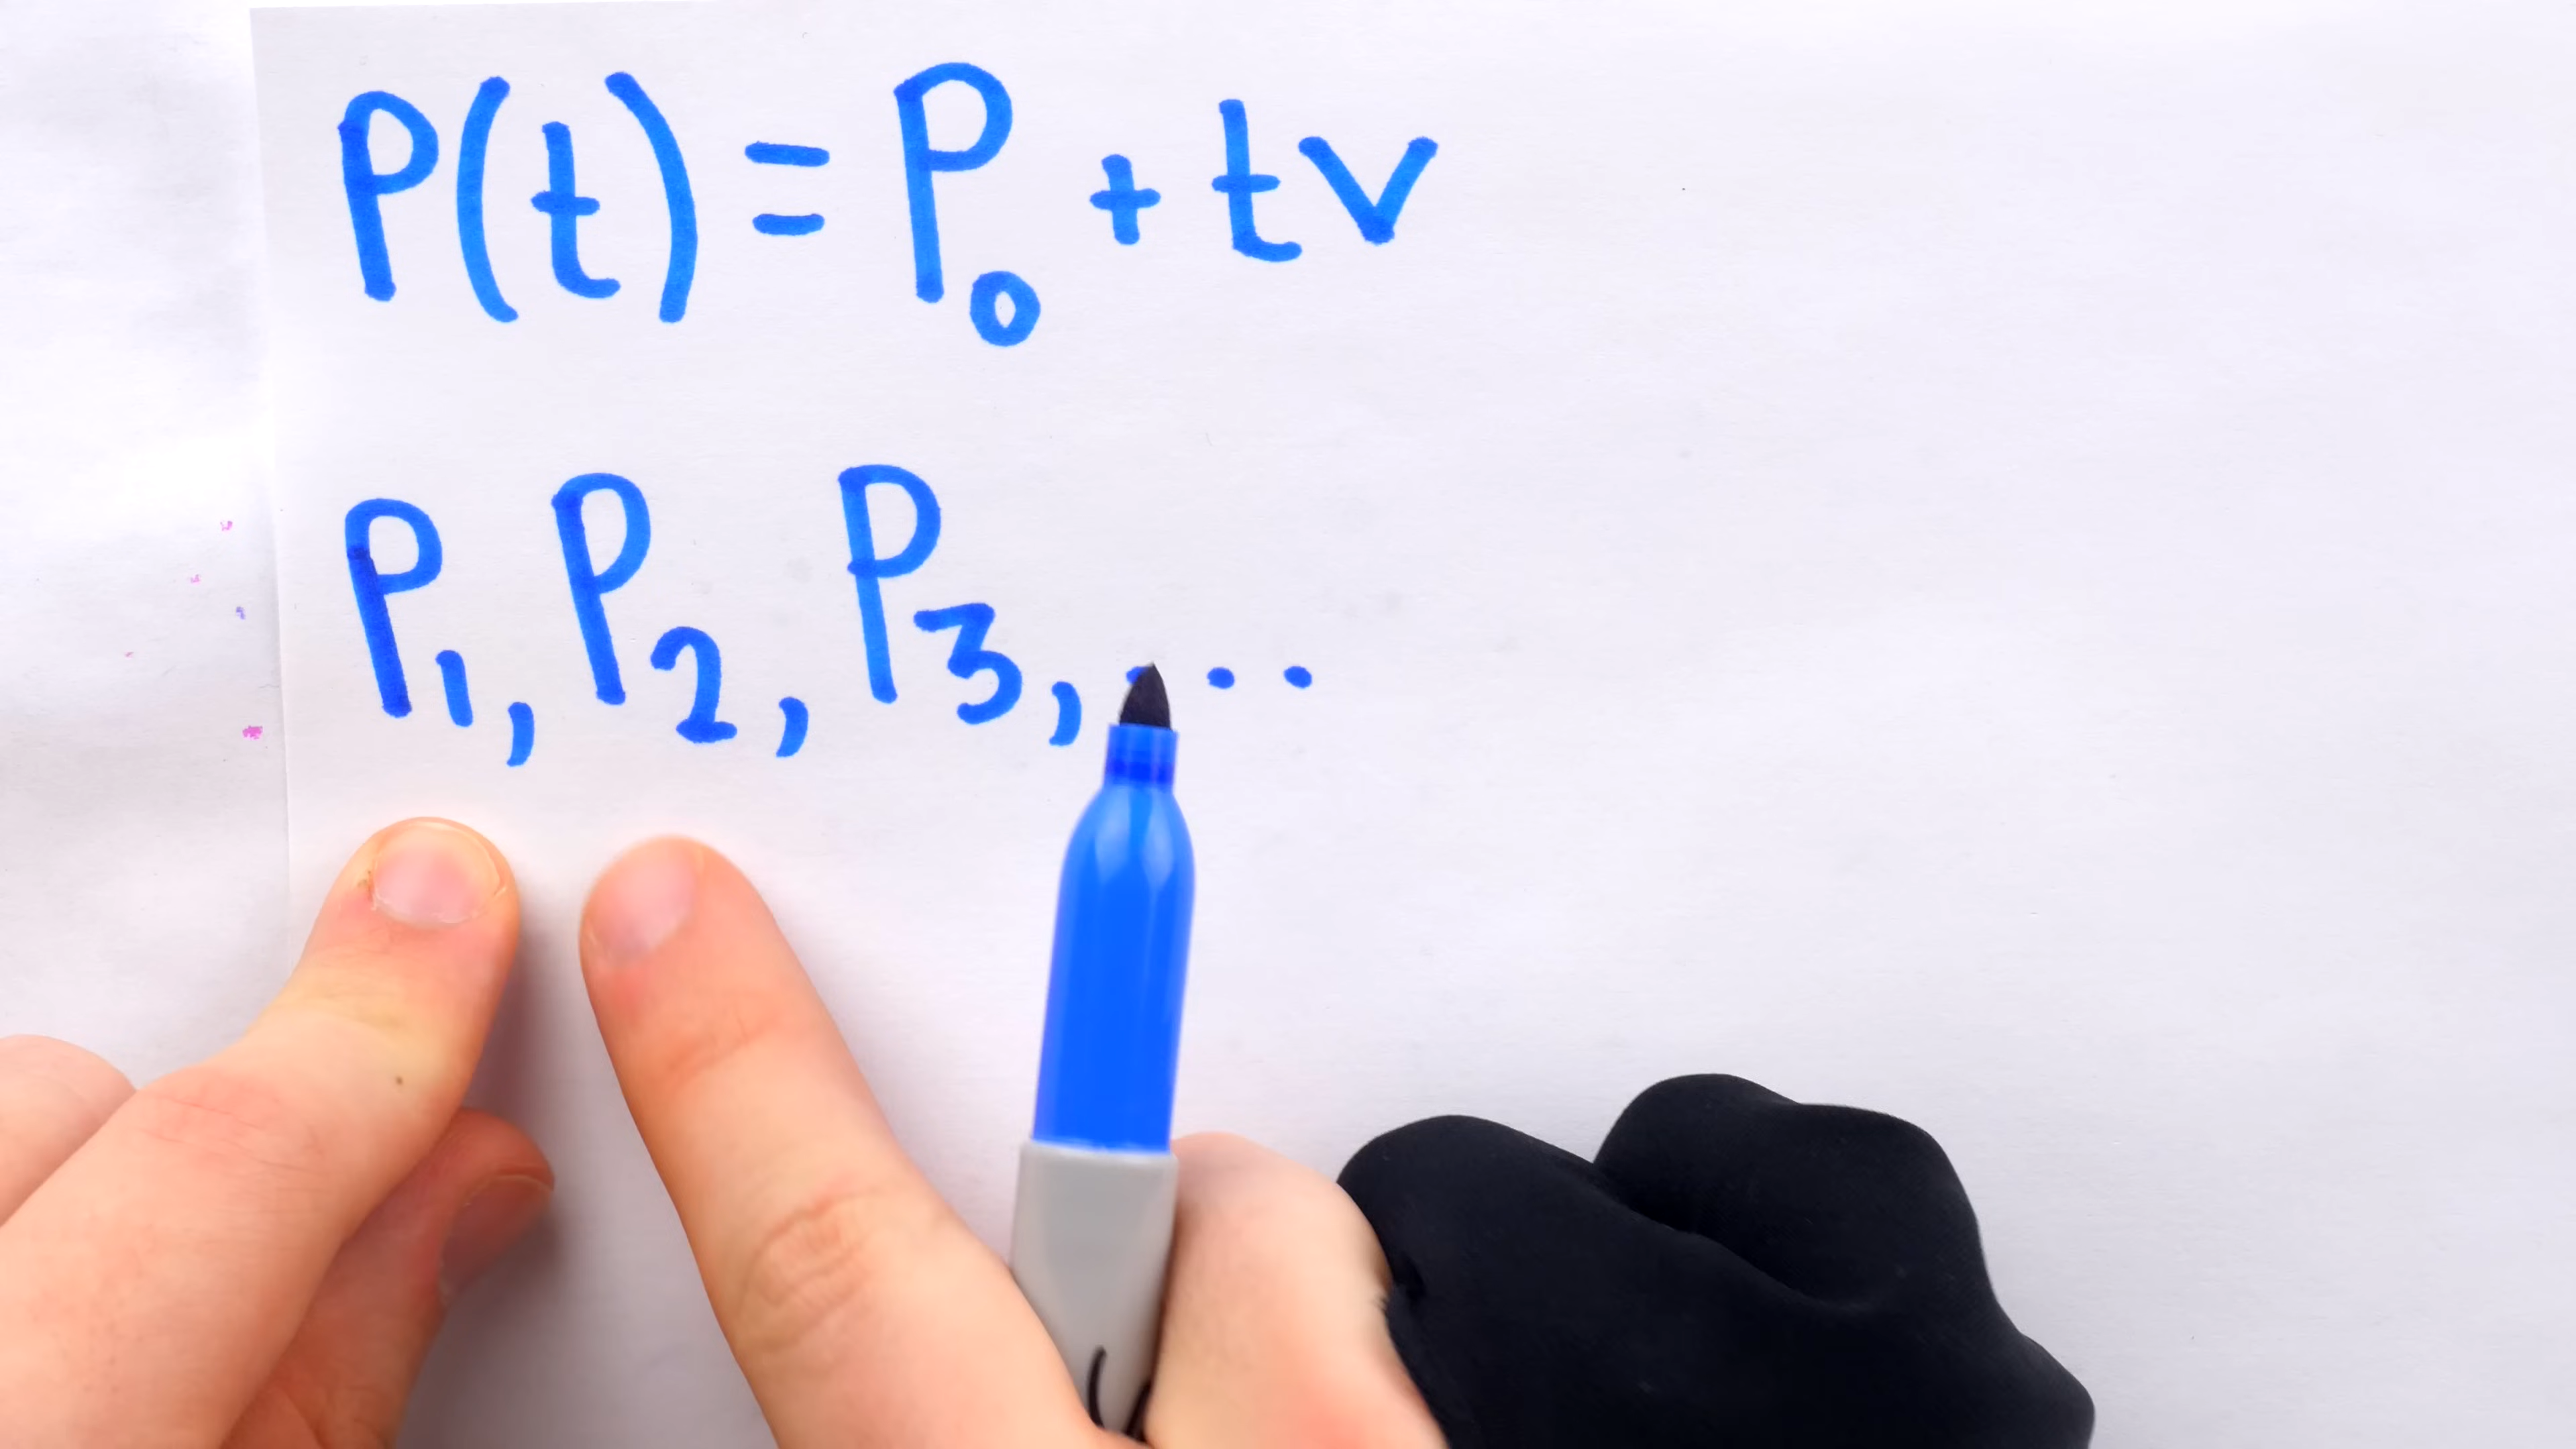 P(t) = P₀ + tv
P₁, P₂, P₃, ...